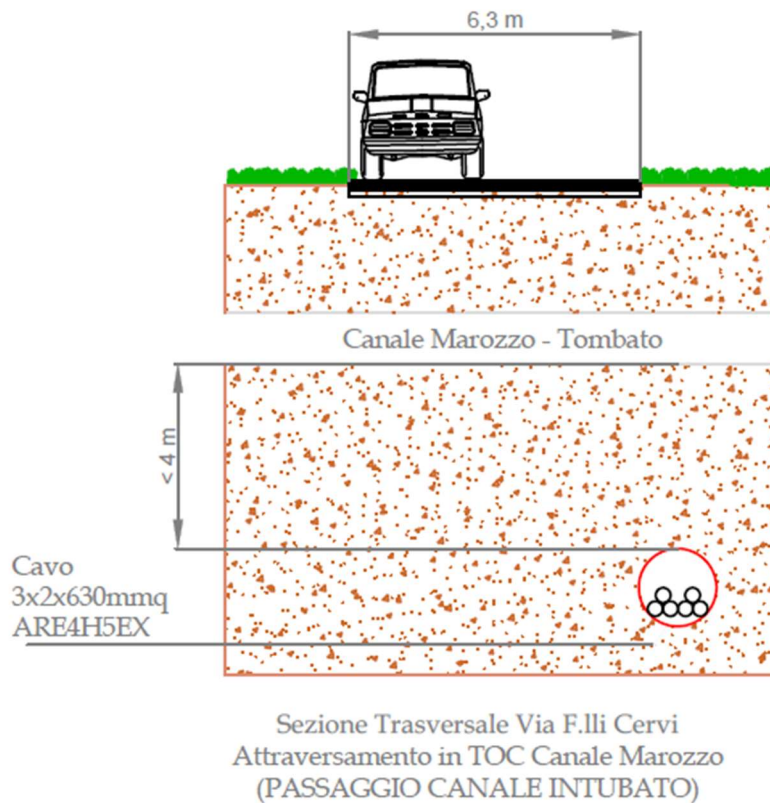 6,3 m
Canale Marozzo - Tombato
< 4 m
Cavo
3x2x630mmq
ARE4H5EX
Sezione Trasversale Via F.lli Cervi
Attraversamento in TOC Canale Marozzo
(PASSAGGIO CANALE INTUBATO)